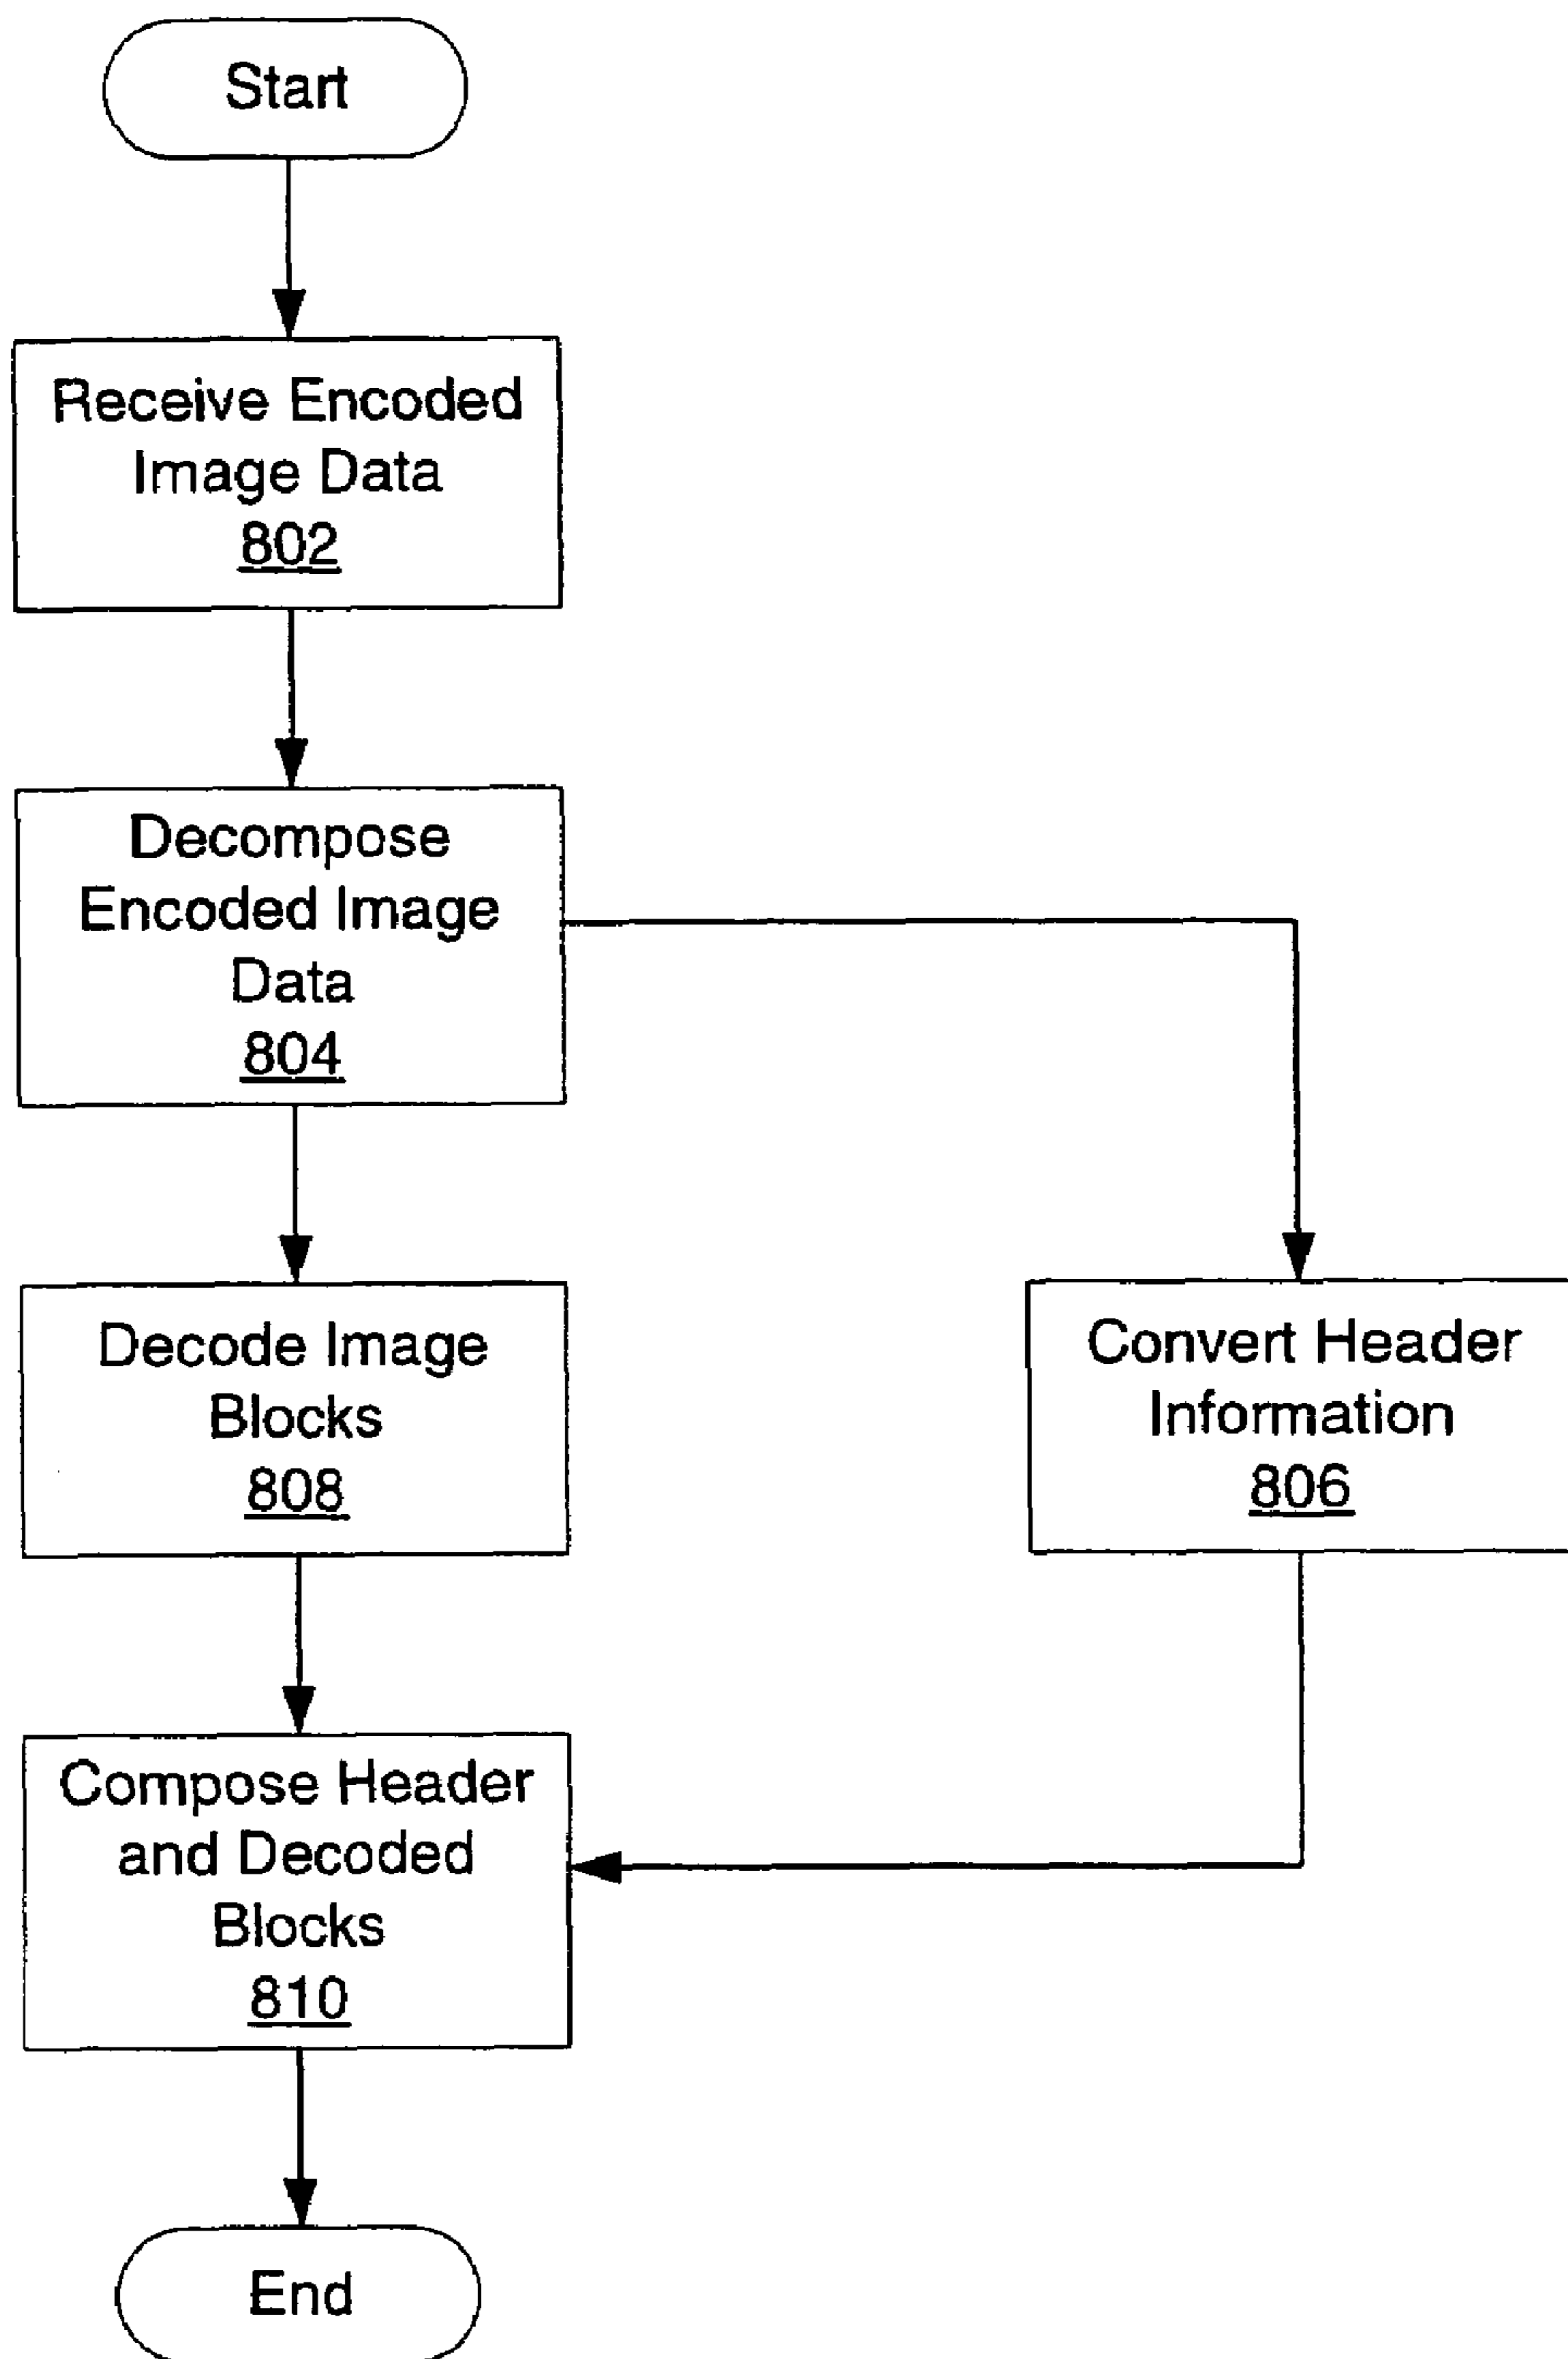 Start
Receive Encoded
Image Data
802
Decompose
Encoded Image
Data
804
Decode Image
Blocks
808
Convert Header
Information
806
Compose Header
and Decoded
Blocks
810
End